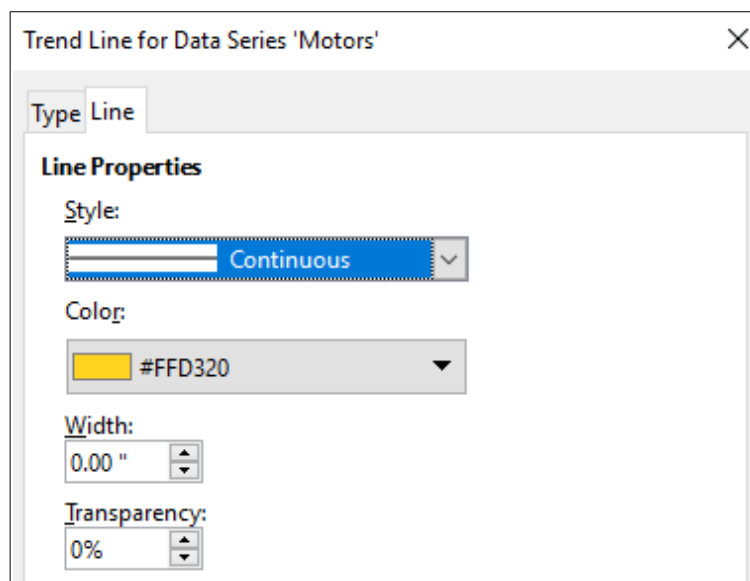 Trend Line for Data Series 'Motors'
Type Line
Line Properties
Style:
Continuous
Color:
#FFD320
Width:
0.00 "
Transparency:
0%